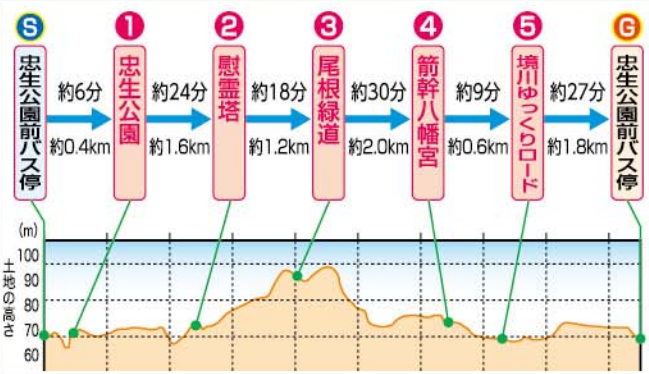 S
忠生公園前バス停
約6分
約0.4km
1
忠生公園
約24分
約1.6km
2
慰霊塔
約18分
約1.2km
3
尾根緑道
約30分
約2.0km
4
箭幹八幡宮
約9分
約0.6km
5
境川ゆっくりロード
約27分
約1.8km
G
忠生公園前バス停
(m)
土地の高さ
100
90
80
70
60